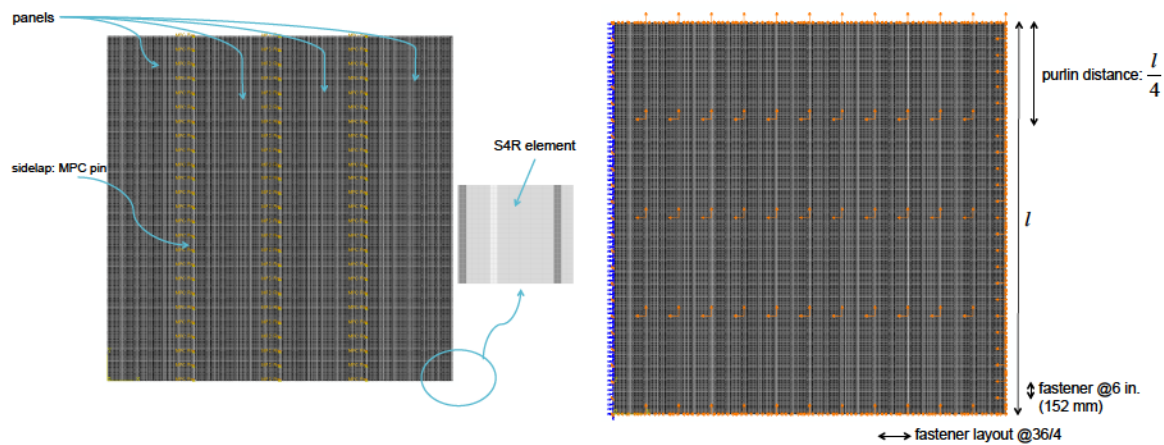 panels
sidelap: MPC pin
S4R element
purlin distance: l/4
l
fastener @6 in.
(152 mm)
fastener layout @36/4